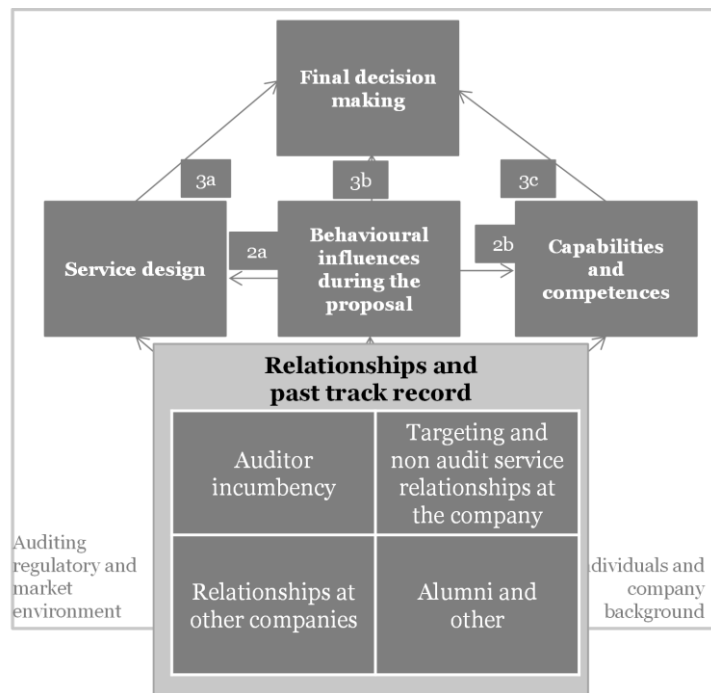 Final decision
making
3a
3b
3c
Service design
2a
Behavioural
influences
during the
proposal
2b
Capabilities
and
competences
Relationships and
past track record
Auditor
incumbency
Targeting and
non audit service
relationships at
the company
Relationships at
other companies
Alumni and
other
Auditing
regulatory and
market
environment
and
company
background